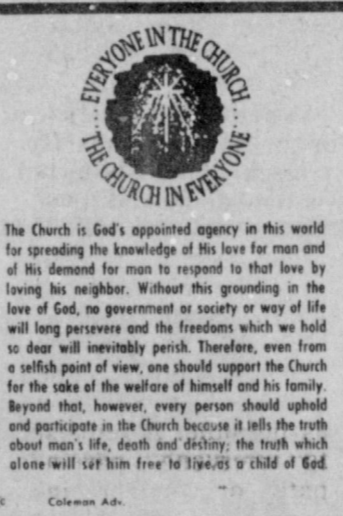 EVERYONE IN THE CHURCH ...
THE CHURCH IN EVERYONE ...
The Church is God's appointed agency in this world
for spreading the knowledge of His love for man and
of His demand for man to respond to that love by
loving his neighbor. Without this grounding in the
love of God, no government or society or way of life
will long persevere and the freedoms which we hold
so dear will inevitably perish. Therefore, even from
a selfish point of view, one should support the Church
for the sake of the welfare of himself and his family.
Beyond that, however, every person should uphold
and participate in the Church because it tells the truth
about man's life, death and destiny; the truth which
alone will set him free to live as a child of God.
Coleman Adv.